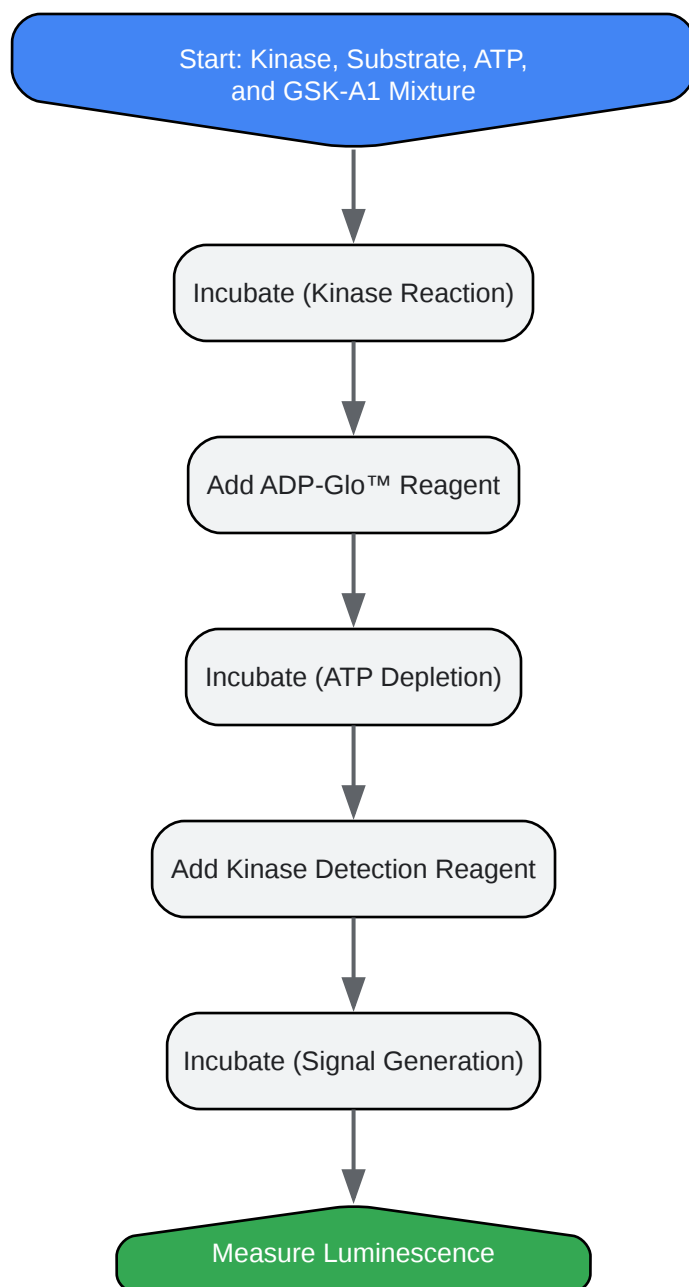 Start: Kinase, Substrate, ATP,
and GSK-A1 Mixture
Incubate (Kinase Reaction)
Add ADP-Glo™ Reagent
Incubate (ATP Depletion)
Add Kinase Detection Reagent
Incubate (Signal Generation)
Measure Luminescence